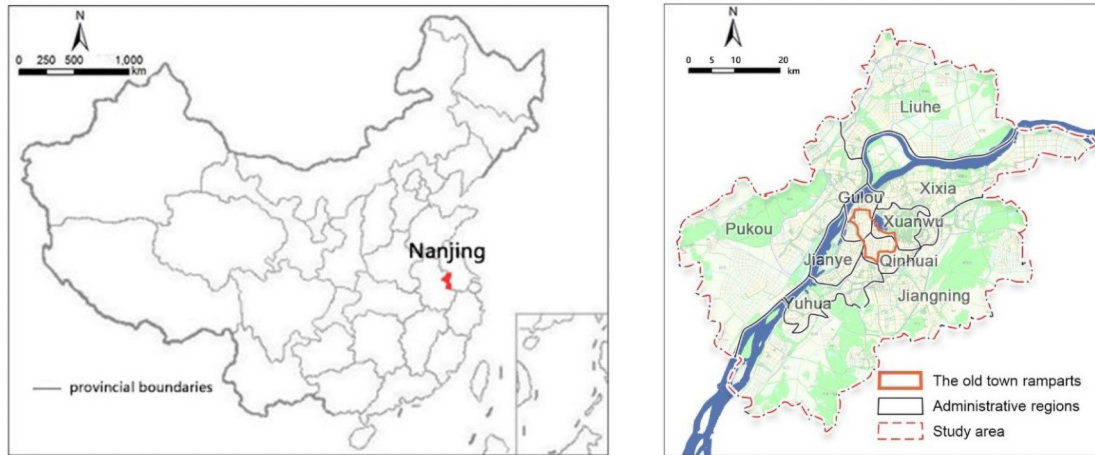 N
0 250 500 1,000
km
Nanjing
provincial boundaries
N
0 5 10 20
km
Liuhe
Gulou
Xixia
Xuanwu
Pukou
Jianye
Qinhuai
Jiangning
Yuhua
The old town ramparts
Administrative regions
Study area